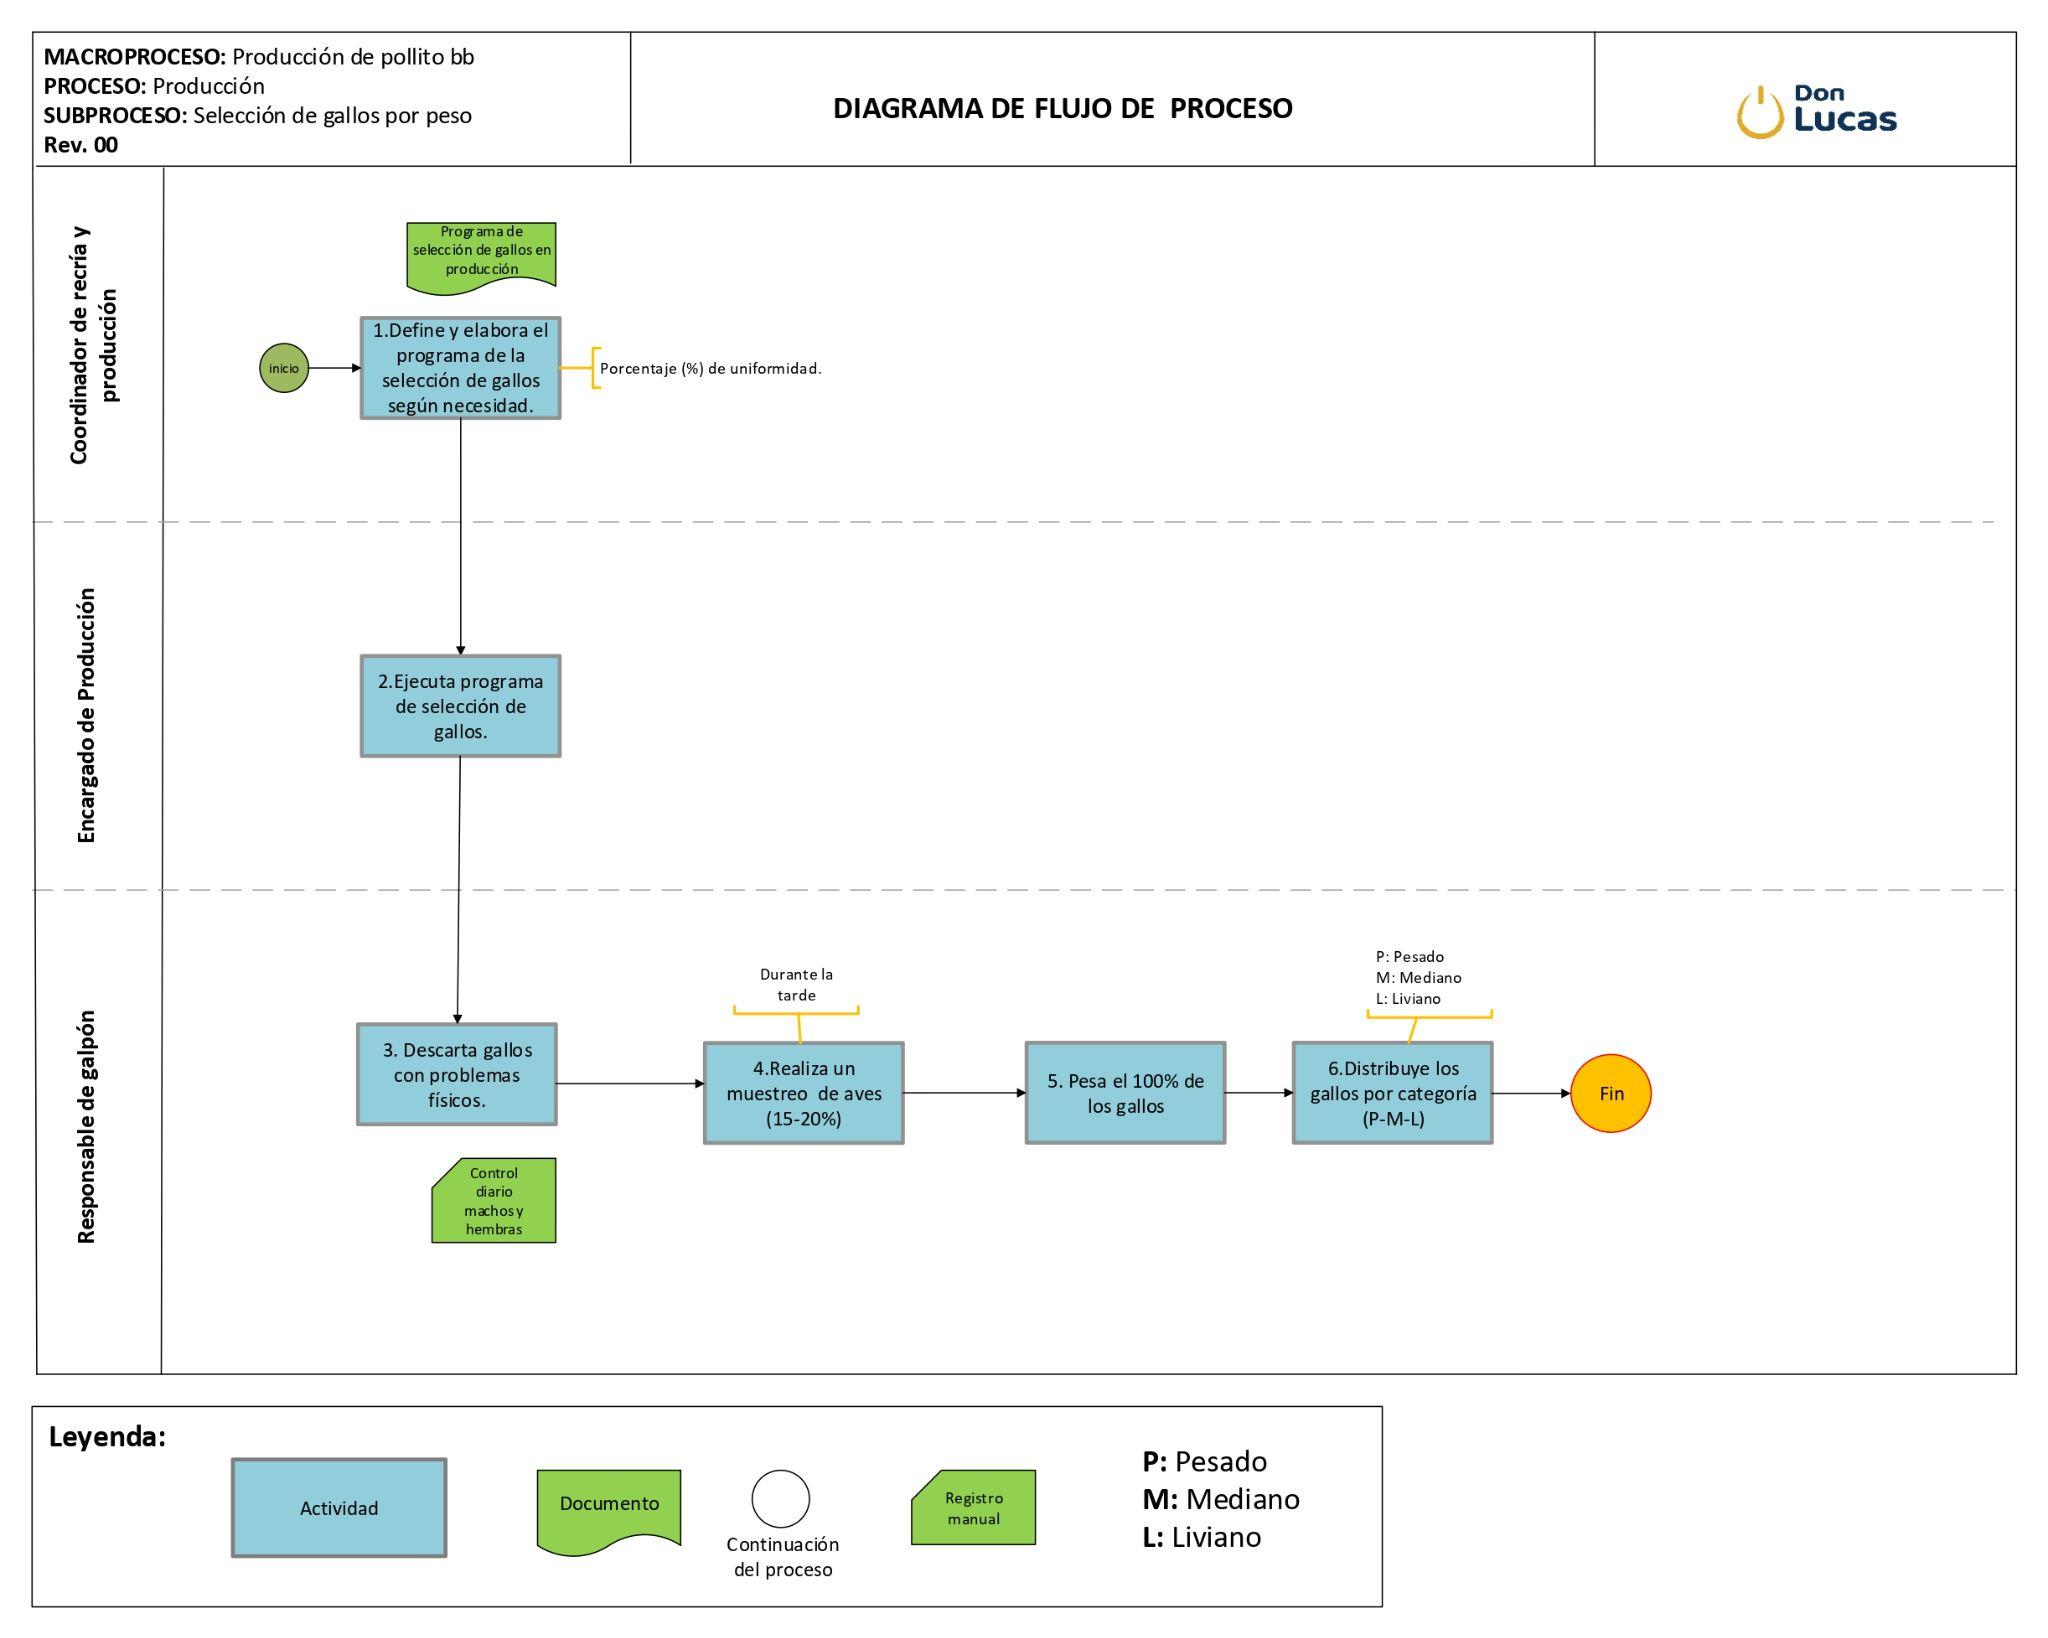 MACROPROCESO: Producción de pollito bb
PROCESO: Producción
SUBPROCESO: Selección de gallos por peso
Rev. 00
DIAGRAMA DE FLUJO DE PROCESO
Don
Lucas
Coordinador de recría y
producción
Programa de
selección de gallos en
producción
inicio
1.Define y elabora el
programa de la
selección de gallos
según necesidad.
Porcentaje (%) de uniformidad.
Encargado de Producción
2.Ejecuta programa
de selección de
gallos.
Responsable de galpón
3. Descarta gallos
con problemas
físicos.
Control
diario
machos y
hembras
Durante la
tarde
4.Realiza un
muestreo de aves
(15-20%)
5. Pesa el 100% de
los gallos
P: Pesado
M: Mediano
L: Liviano
6.Distribuye los
gallos por categoría
(P-M-L)
Fin
Leyenda:
Actividad
Documento
Continuación
del proceso
Registro
manual
P: Pesado
M: Mediano
L: Liviano